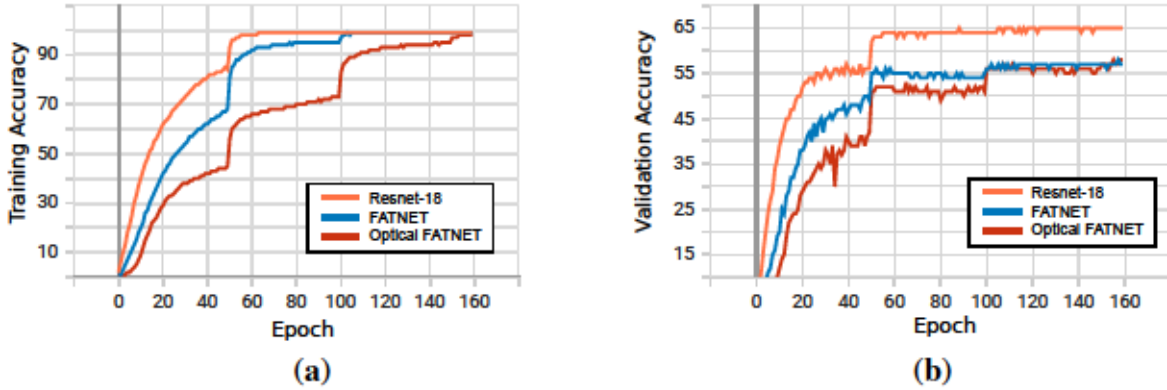 Training Accuracy
90
70
50
30
10
0 20 40 60 80 100 120 140 160
Epoch
Resnet-18
FATNET
Optical FATNET
(a)
Validation Accuracy
65
55
45
35
25
15
0 20 40 60 80 100 120 140 160
Epoch
Resnet-18
FATNET
Optical FATNET
(b)